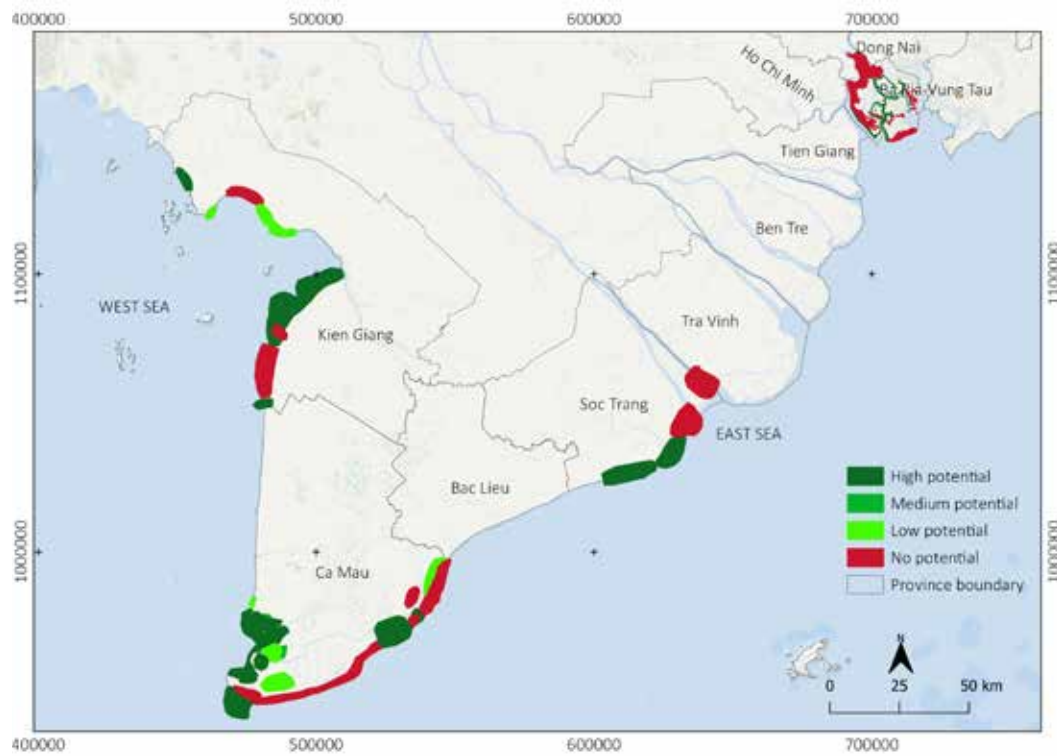 400000
500000
600000
700000
Dong Nai
Ho Chi Minh
Ba Ria-Vung Tau
Tien Giang
Ben Tre
1100000
1100000
WEST SEA
Tra Vinh
Kien Giang
Soc Trang
EAST SEA
Bac Lieu
High potential
Medium potential
Low potential
No potential
Province boundary
1000000
1000000
Ca Mau
N
0 25 50 km
400000
500000
600000
700000